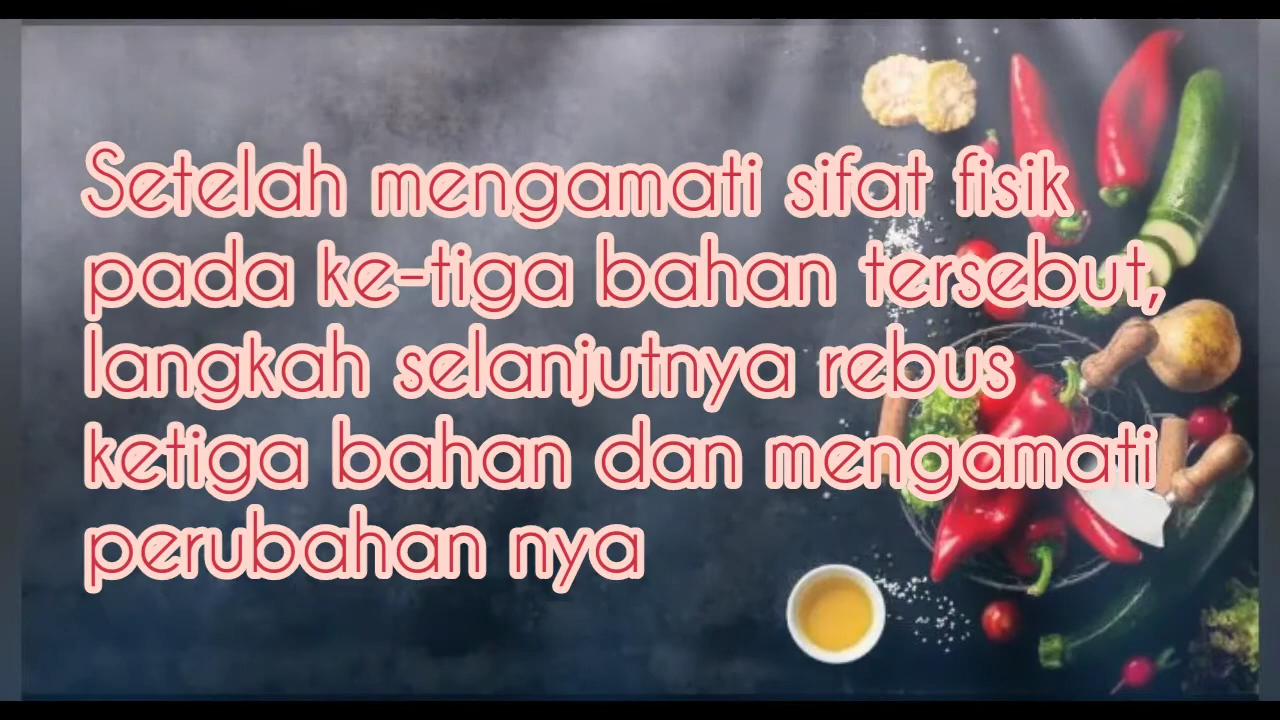 Setelah mengamati sifat fisik
pada ke-tiga bahan tersebut,
langkah selanjutnya rebus
ketiga bahan dan mengamati
perubahan nya